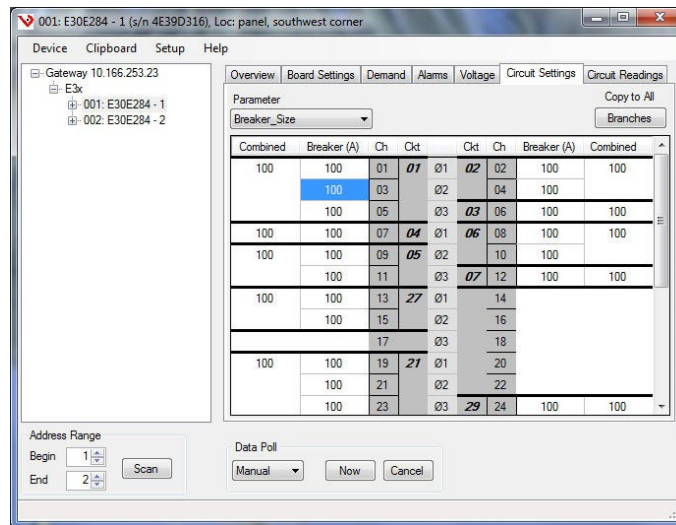 001: E30E284 - 1 (s/n 4E39D316), Loc: panel, southwest corner
Device Clipboard Setup Help
Gateway 10.166.253.23
E3x
001: E30E284 - 1
002: E30E284 - 2
Overview Board Settings Demand Alarms Voltage Circuit Settings Circuit Readings
Parameter Copy to All
Breaker_Size Branches
Combined Breaker (A) Ch Ckt Ckt Ch Breaker (A) Combined
100 100 01 01 Ø1 02 02 100 100
100 03 Ø2 04 100
100 05 Ø3 03 06 100 100
100 100 07 04 Ø1 06 08 100 100
100 100 09 05 Ø2 10 100
100 11 Ø3 07 12 100 100
100 100 13 27 Ø1 14
100 15 Ø2 16
17 Ø3 18
100 100 19 21 Ø1 20
100 21 Ø2 22
100 23 Ø3 29 24 100 100
Address Range
Begin 1
End 2
Scan
Data Poll
Manual Now Cancel